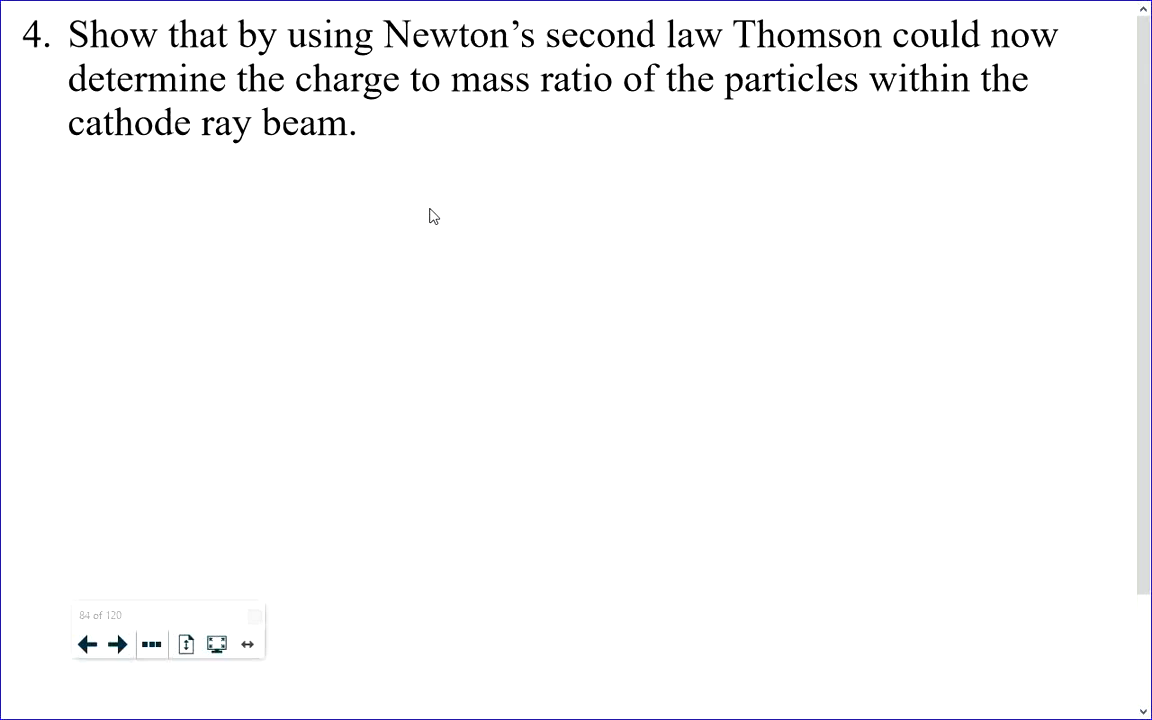 4. Show that by using Newton’s second law Thomson could now
determine the charge to mass ratio of the particles within the
cathode ray beam.
84 of 120